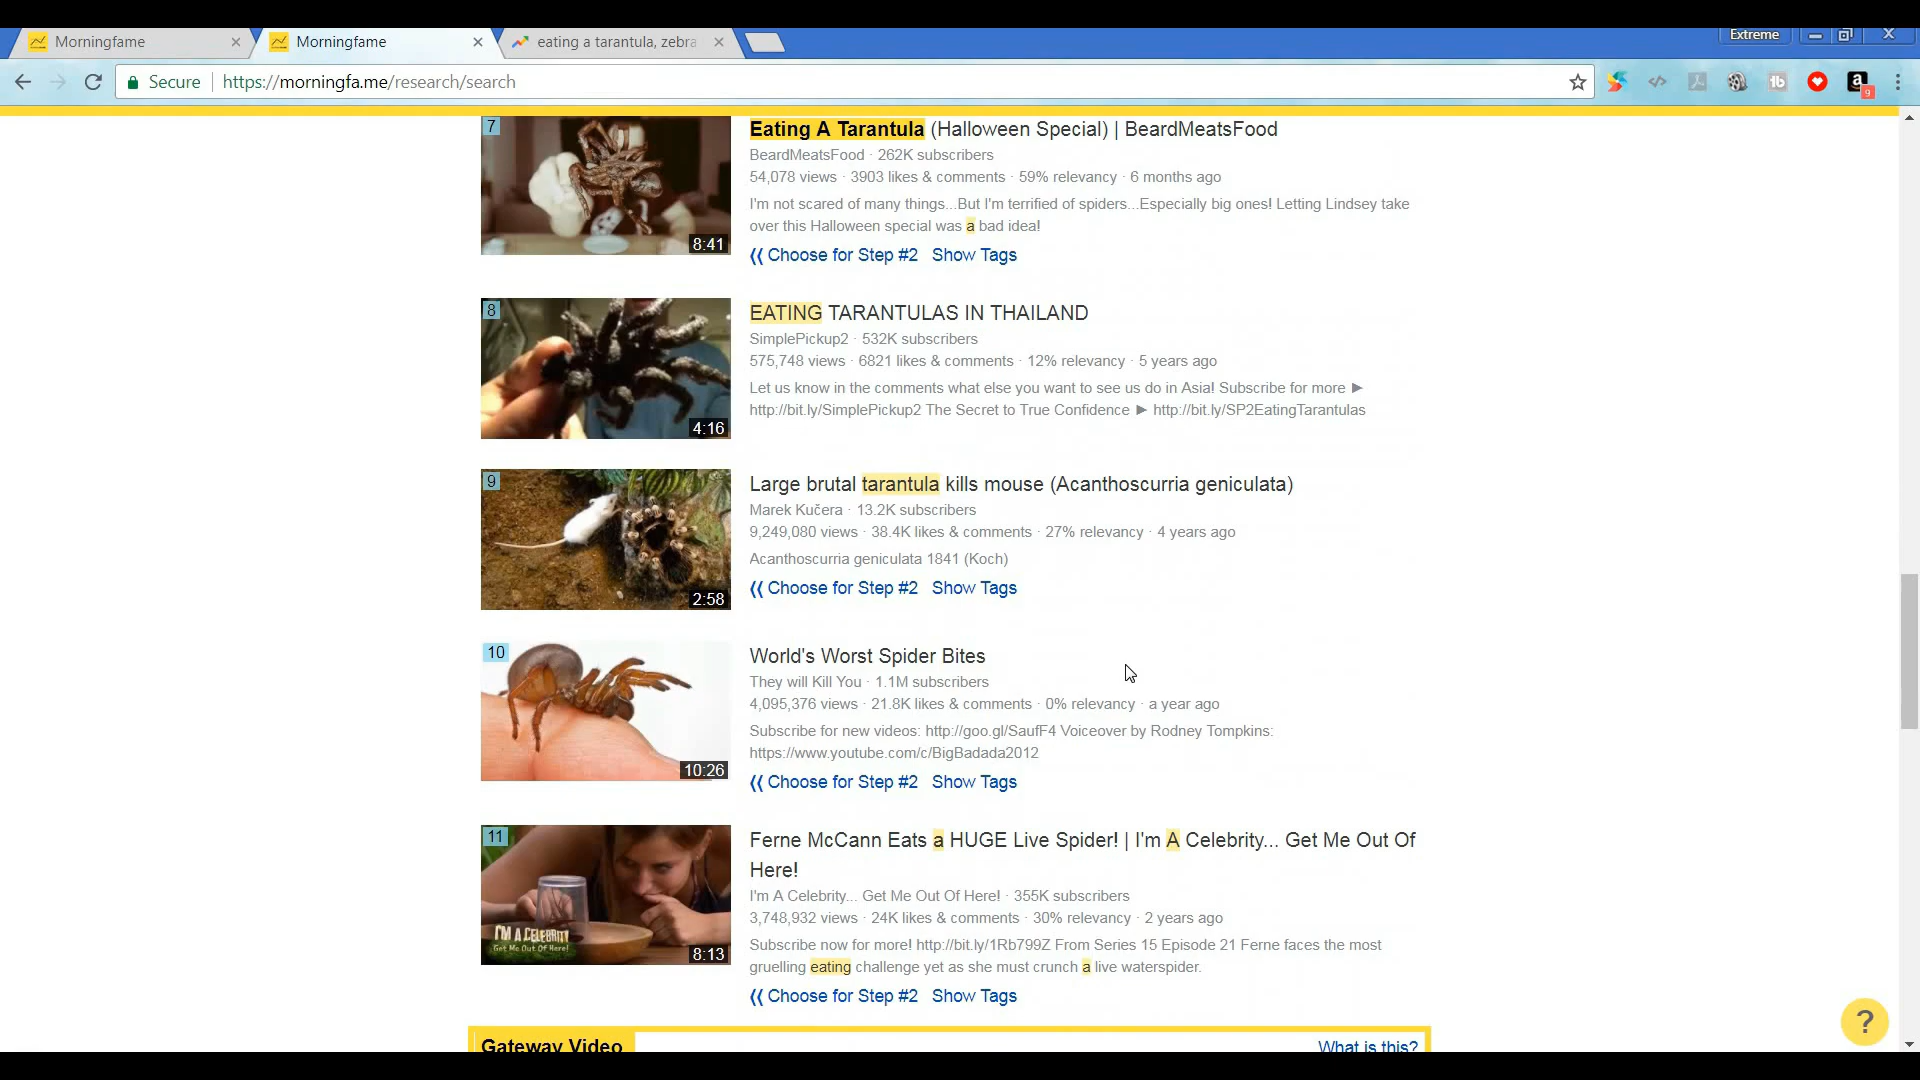 Morningfame
Morningfame
eating a tarantula, zebra
Extreme
Secure
https://morningfa.me/research/search
9
7
8:41
Eating A Tarantula (Halloween Special) | BeardMeatsFood
BeardMeatsFood · 262K subscribers
54,078 views · 3903 likes & comments · 59% relevancy · 6 months ago
I'm not scared of many things...But I'm terrified of spiders...Especially big ones! Letting Lindsey take
over this Halloween special was a bad idea!
⟪ Choose for Step #2 Show Tags
8
4:16
EATING TARANTULAS IN THAILAND
SimplePickup2 · 532K subscribers
575,748 views · 6821 likes & comments · 12% relevancy · 5 years ago
Let us know in the comments what else you want to see us do in Asia! Subscribe for more ►
http://bit.ly/SimplePickup2 The Secret to True Confidence ► http://bit.ly/SP2EatingTarantulas
9
2:58
Large brutal tarantula kills mouse (Acanthoscurria geniculata)
Marek Kučera · 13.2K subscribers
9,249,080 views · 38.4K likes & comments · 27% relevancy · 4 years ago
Acanthoscurria geniculata 1841 (Koch)
⟪ Choose for Step #2 Show Tags
10
10:26
World's Worst Spider Bites
They will Kill You · 1.1M subscribers
4,095,376 views · 21.8K likes & comments · 0% relevancy · a year ago
Subscribe for new videos: http://goo.gl/SaufF4 Voiceover by Rodney Tompkins:
https://www.youtube.com/c/BigBadada2012
⟪ Choose for Step #2 Show Tags
11
I'M A CELEBRITY
Get Me Out Of Here!
8:13
Ferne McCann Eats a HUGE Live Spider! | I'm A Celebrity... Get Me Out Of
Here!
I'm A Celebrity... Get Me Out Of Here! · 355K subscribers
3,748,932 views · 24K likes & comments · 30% relevancy · 2 years ago
Subscribe now for more! http://bit.ly/1Rb799Z From Series 15 Episode 21 Ferne faces the most
gruelling eating challenge yet as she must crunch a live waterspider.
⟪ Choose for Step #2 Show Tags
Gateway Video
What is this?
?